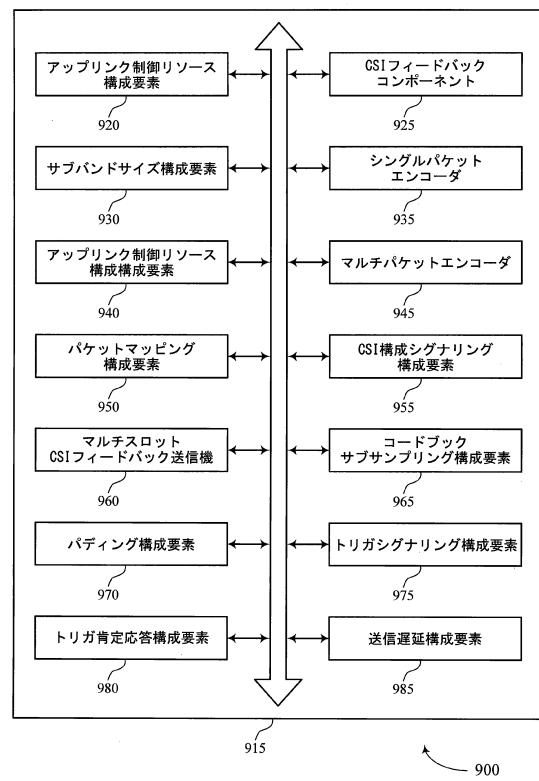 アップリンク制御リソース
構成要素
920
CSIフィードバック
コンポーネント
925
サブバンドサイズ構成要素
930
シングルパケット
エンコーダ
935
アップリンク制御リソース
構成構成要素
940
マルチパケットエンコーダ
945
パケットマッピング
構成要素
950
CSI構成シグナリング
構成要素
955
マルチスロット
CSIフィードバック送信機
960
コードブック
サブサンプリング構成要素
965
パディング構成要素
970
トリガシグナリング構成要素
975
トリガ肯定応答構成要素
980
送信遅延構成要素
985
915
900